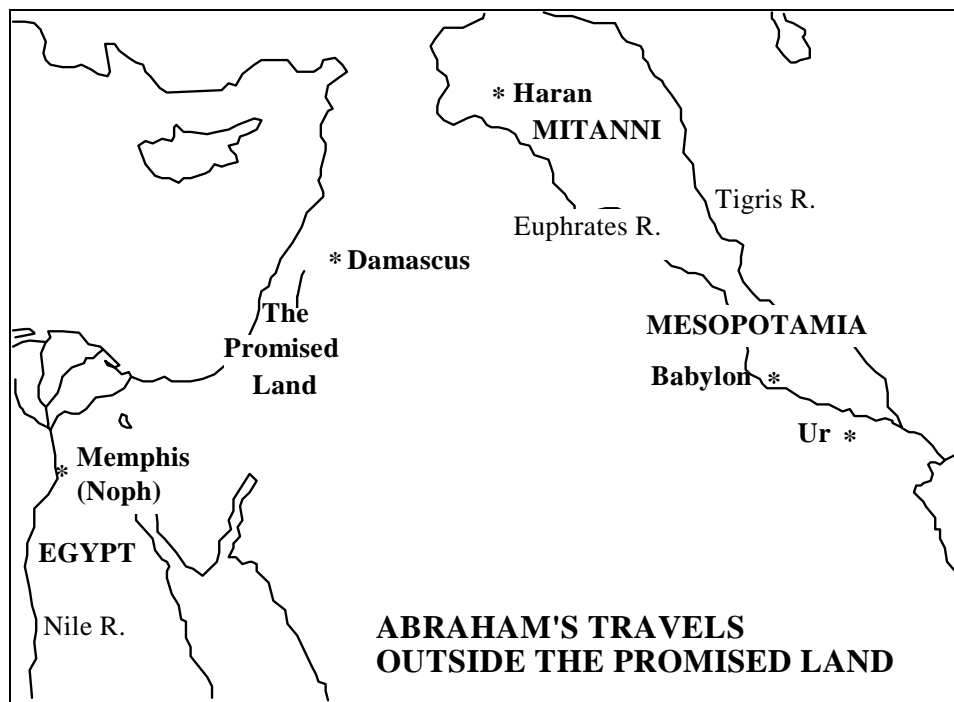 * Haran
MITANNI
Tigris R.
Euphrates R.
* Damascus
The
Promised
Land
MESOPOTAMIA
Babylon *
Ur *
* Memphis
(Noph)
EGYPT
Nile R.
ABRAHAM'S TRAVELS
OUTSIDE THE PROMISED LAND